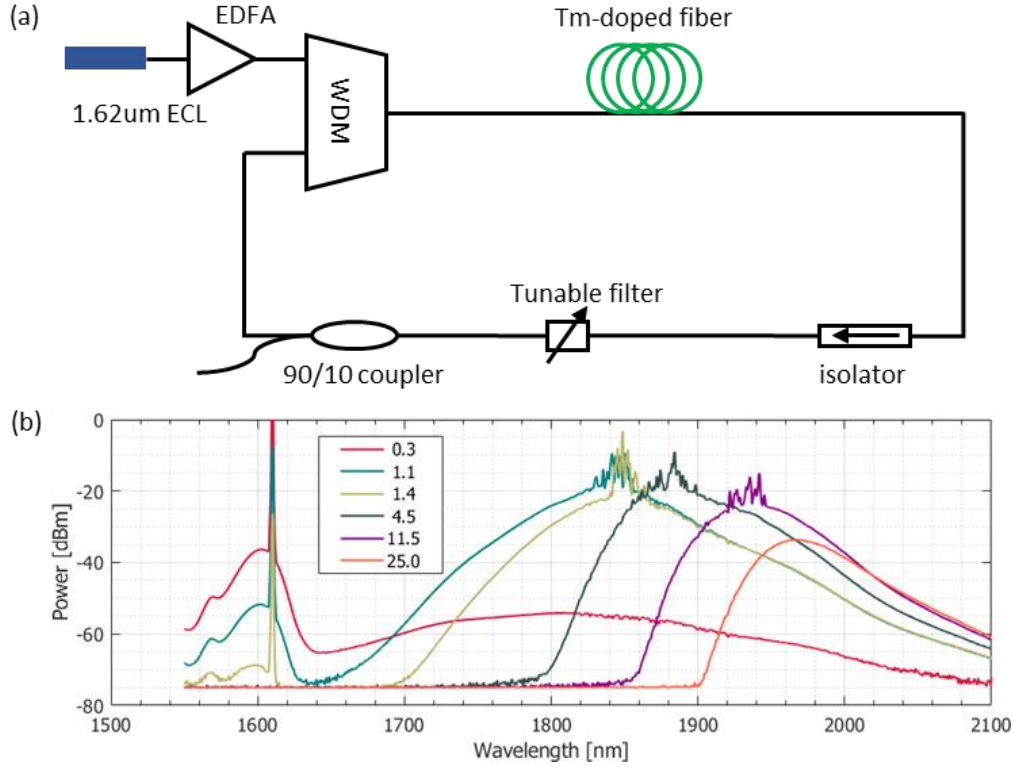 (a)
EDFA
Tm-doped fiber
1.62um ECL
WDM
Tunable filter
90/10 coupler
isolator
(b)
0
-20
-40
-60
-80
Power [dBm]
0.3
1.1
1.4
4.5
11.5
25.0
1500 1600 1700 1800 1900 2000 2100
Wavelength [nm]